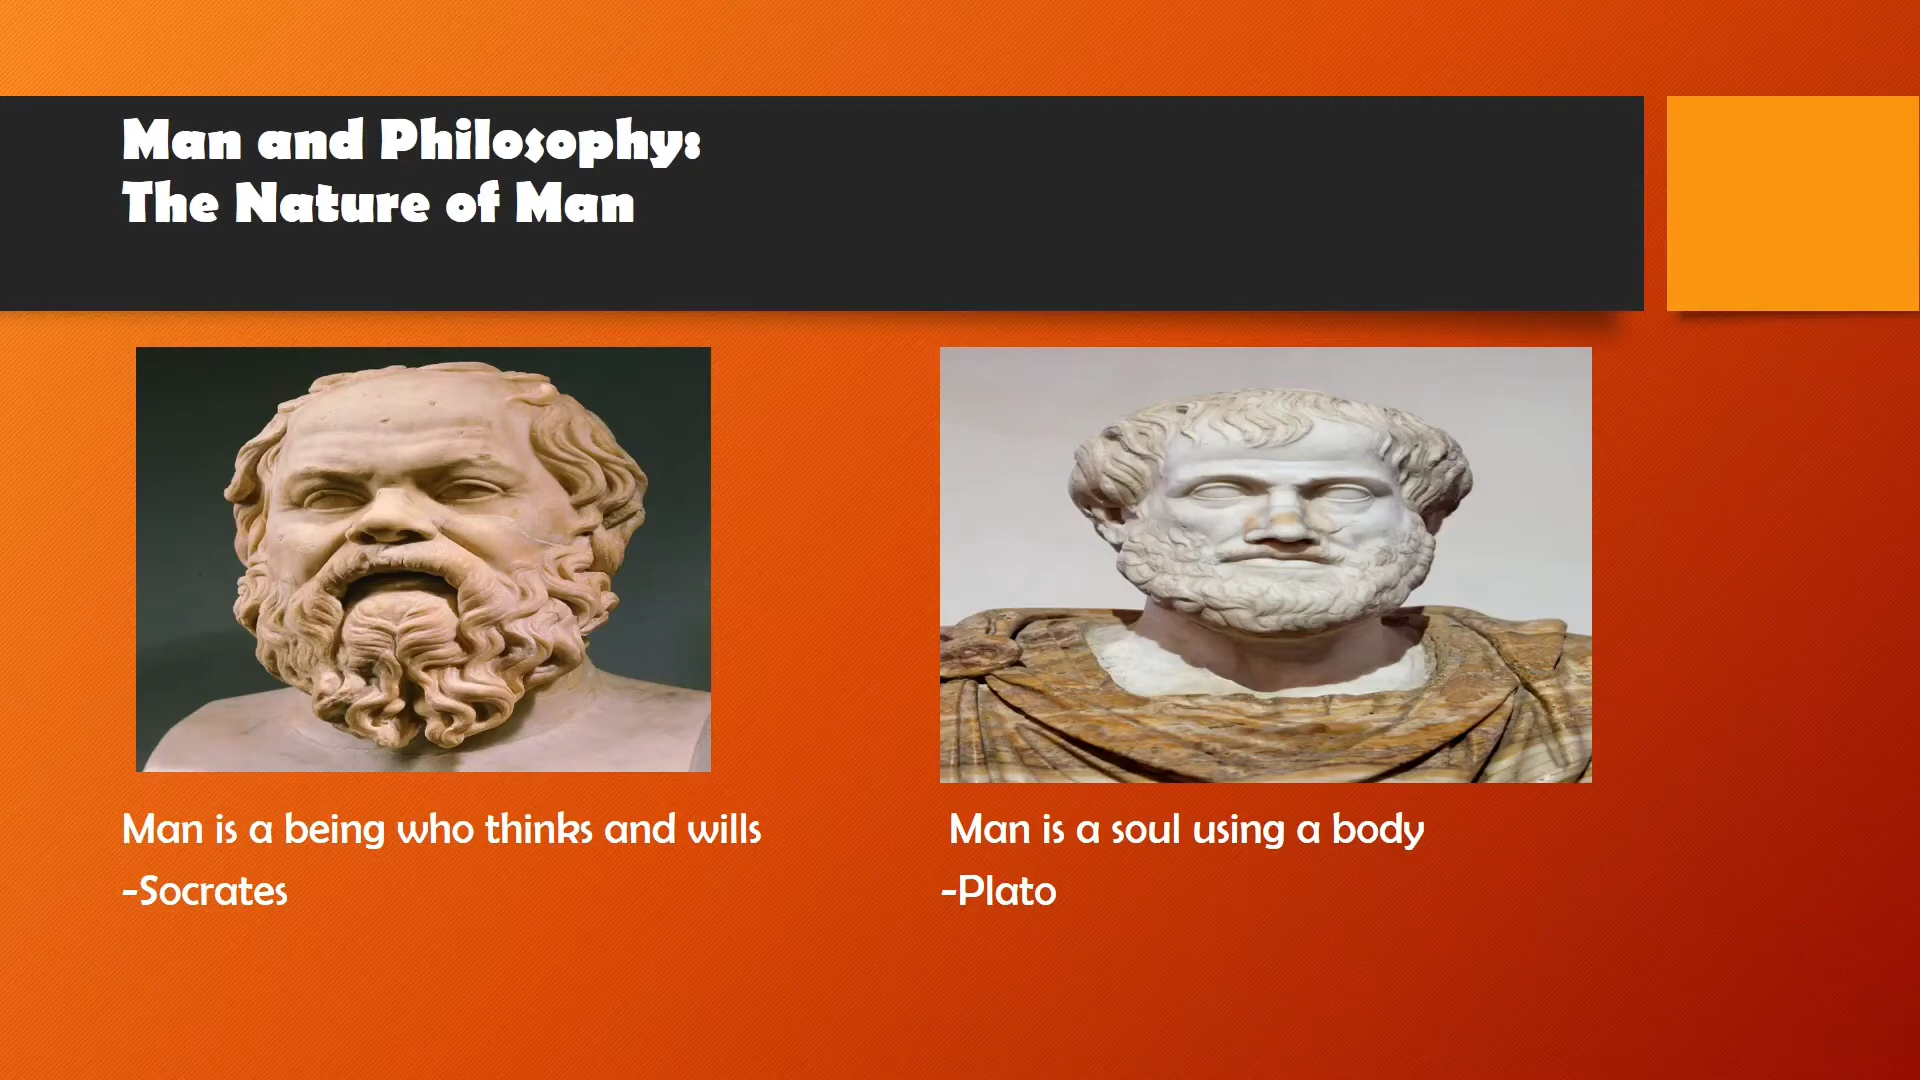 Man and Philosophy:
The Nature of Man
Man is a being who thinks and wills
-Socrates
Man is a soul using a body
-Plato